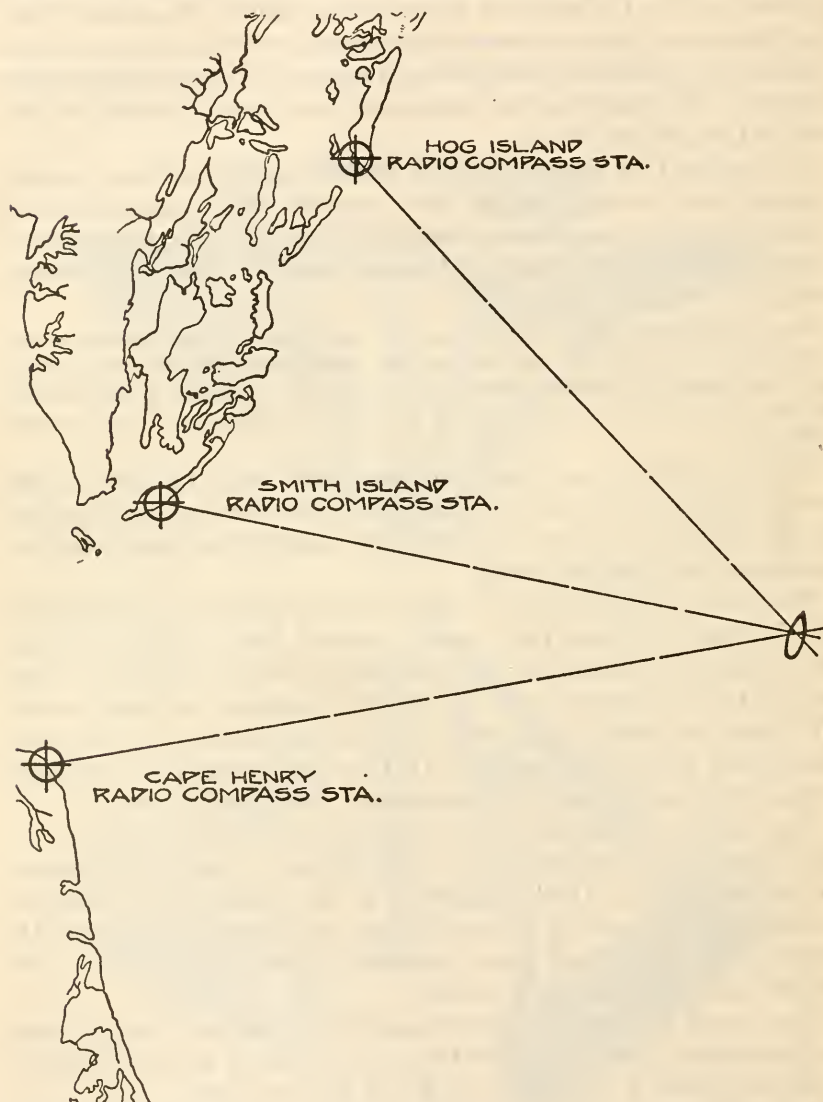 HOG ISLAND
RADIO COMPASS STA.
SMITH ISLAND
RADIO COMPASS STA.
CAPE HENRY
RADIO COMPASS STA.